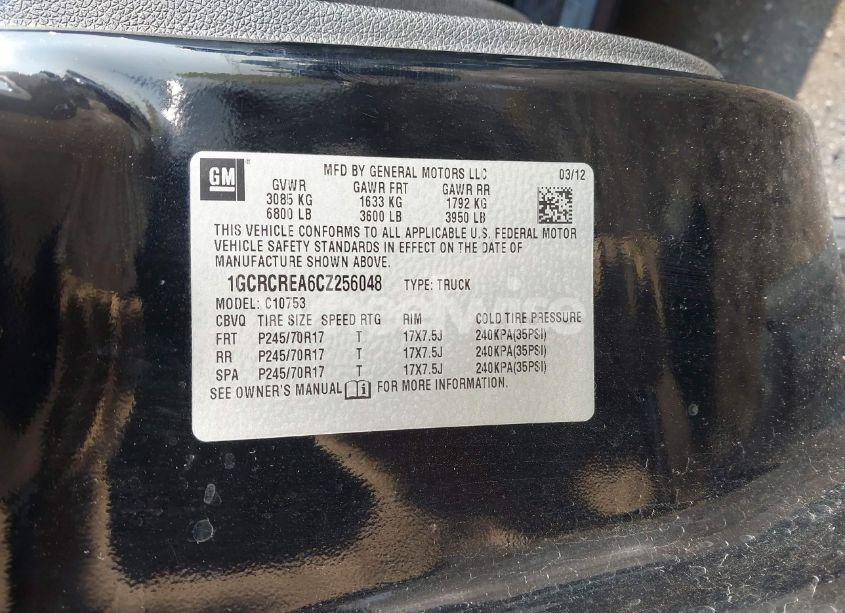 GM
MFD BY GENERAL MOTORS LLC 03/12
GVWR GAWR FRT GAWR RR
3085 KG 1633 KG 1792 KG
6800 LB 3600 LB 3950 LB
THIS VEHICLE CONFORMS TO ALL APPLICABLE U.S. FEDERAL MOTOR
VEHICLE SAFETY STANDARDS IN EFFECT ON THE DATE OF
MANUFACTURE SHOWN ABOVE.
1GCRCREA6CZ256048 TYPE: TRUCK
MODEL: C10753
CBVQ TIRE SIZE SPEED RTG RIM COLD TIRE PRESSURE
FRT P245/70R17 T 17X7.5J 240KPA(35PSI)
RR P245/70R17 T 17X7.5J 240KPA(35PSI)
SPA P245/70R17 T 17X7.5J 240KPA(35PSI)
SEE OWNER'S MANUAL FOR MORE INFORMATION.